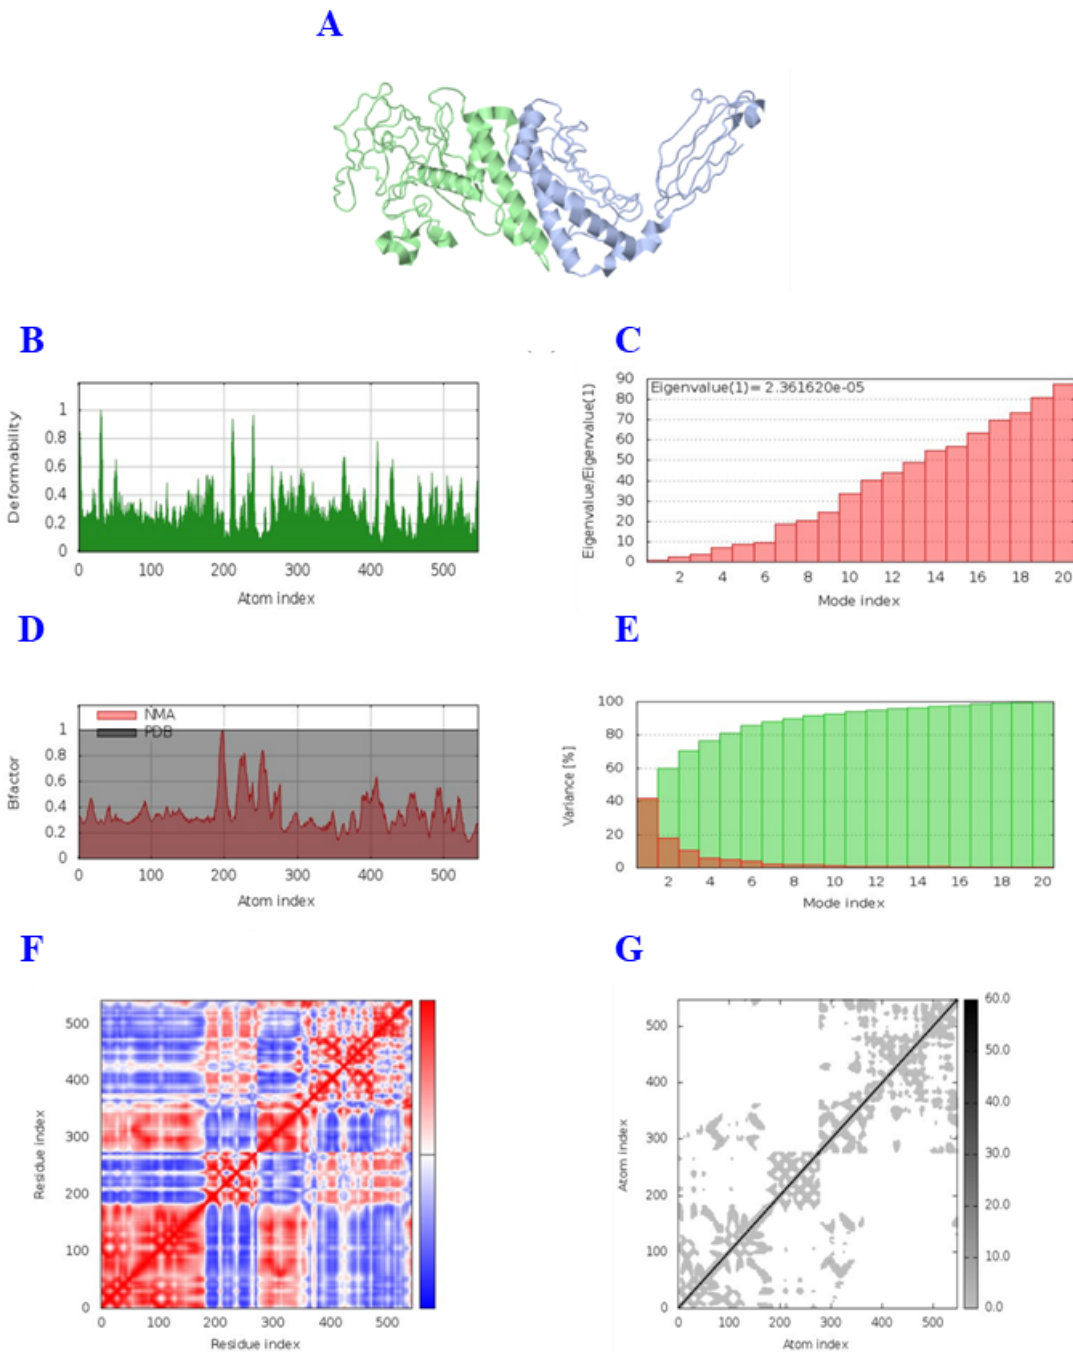 A
B
C
Deformability
1
0.8
0.6
0.4
0.2
0
0 100 200 300 400 500
Atom index
Eigenvalue/Eigenvalue(1)
Eigenvalue(1)= 2.361620e-05
90
80
70
60
50
40
30
20
10
0
2 4 6 8 10 12 14 16 18 20
Mode index
D
E
Bfactor
NMA
PDB
1
0.8
0.6
0.4
0.2
0
0 100 200 300 400 500
Atom index
Variance [%]
100
80
60
40
20
0
2 4 6 8 10 12 14 16 18 20
Mode index
F
G
Residue index
500
400
300
200
100
0
0 100 200 300 400 500
Residue index
Atom index
500
400
300
200
100
0
0 100 200 300 400 500
Atom index
60.0
50.0
40.0
30.0
20.0
10.0
0.0